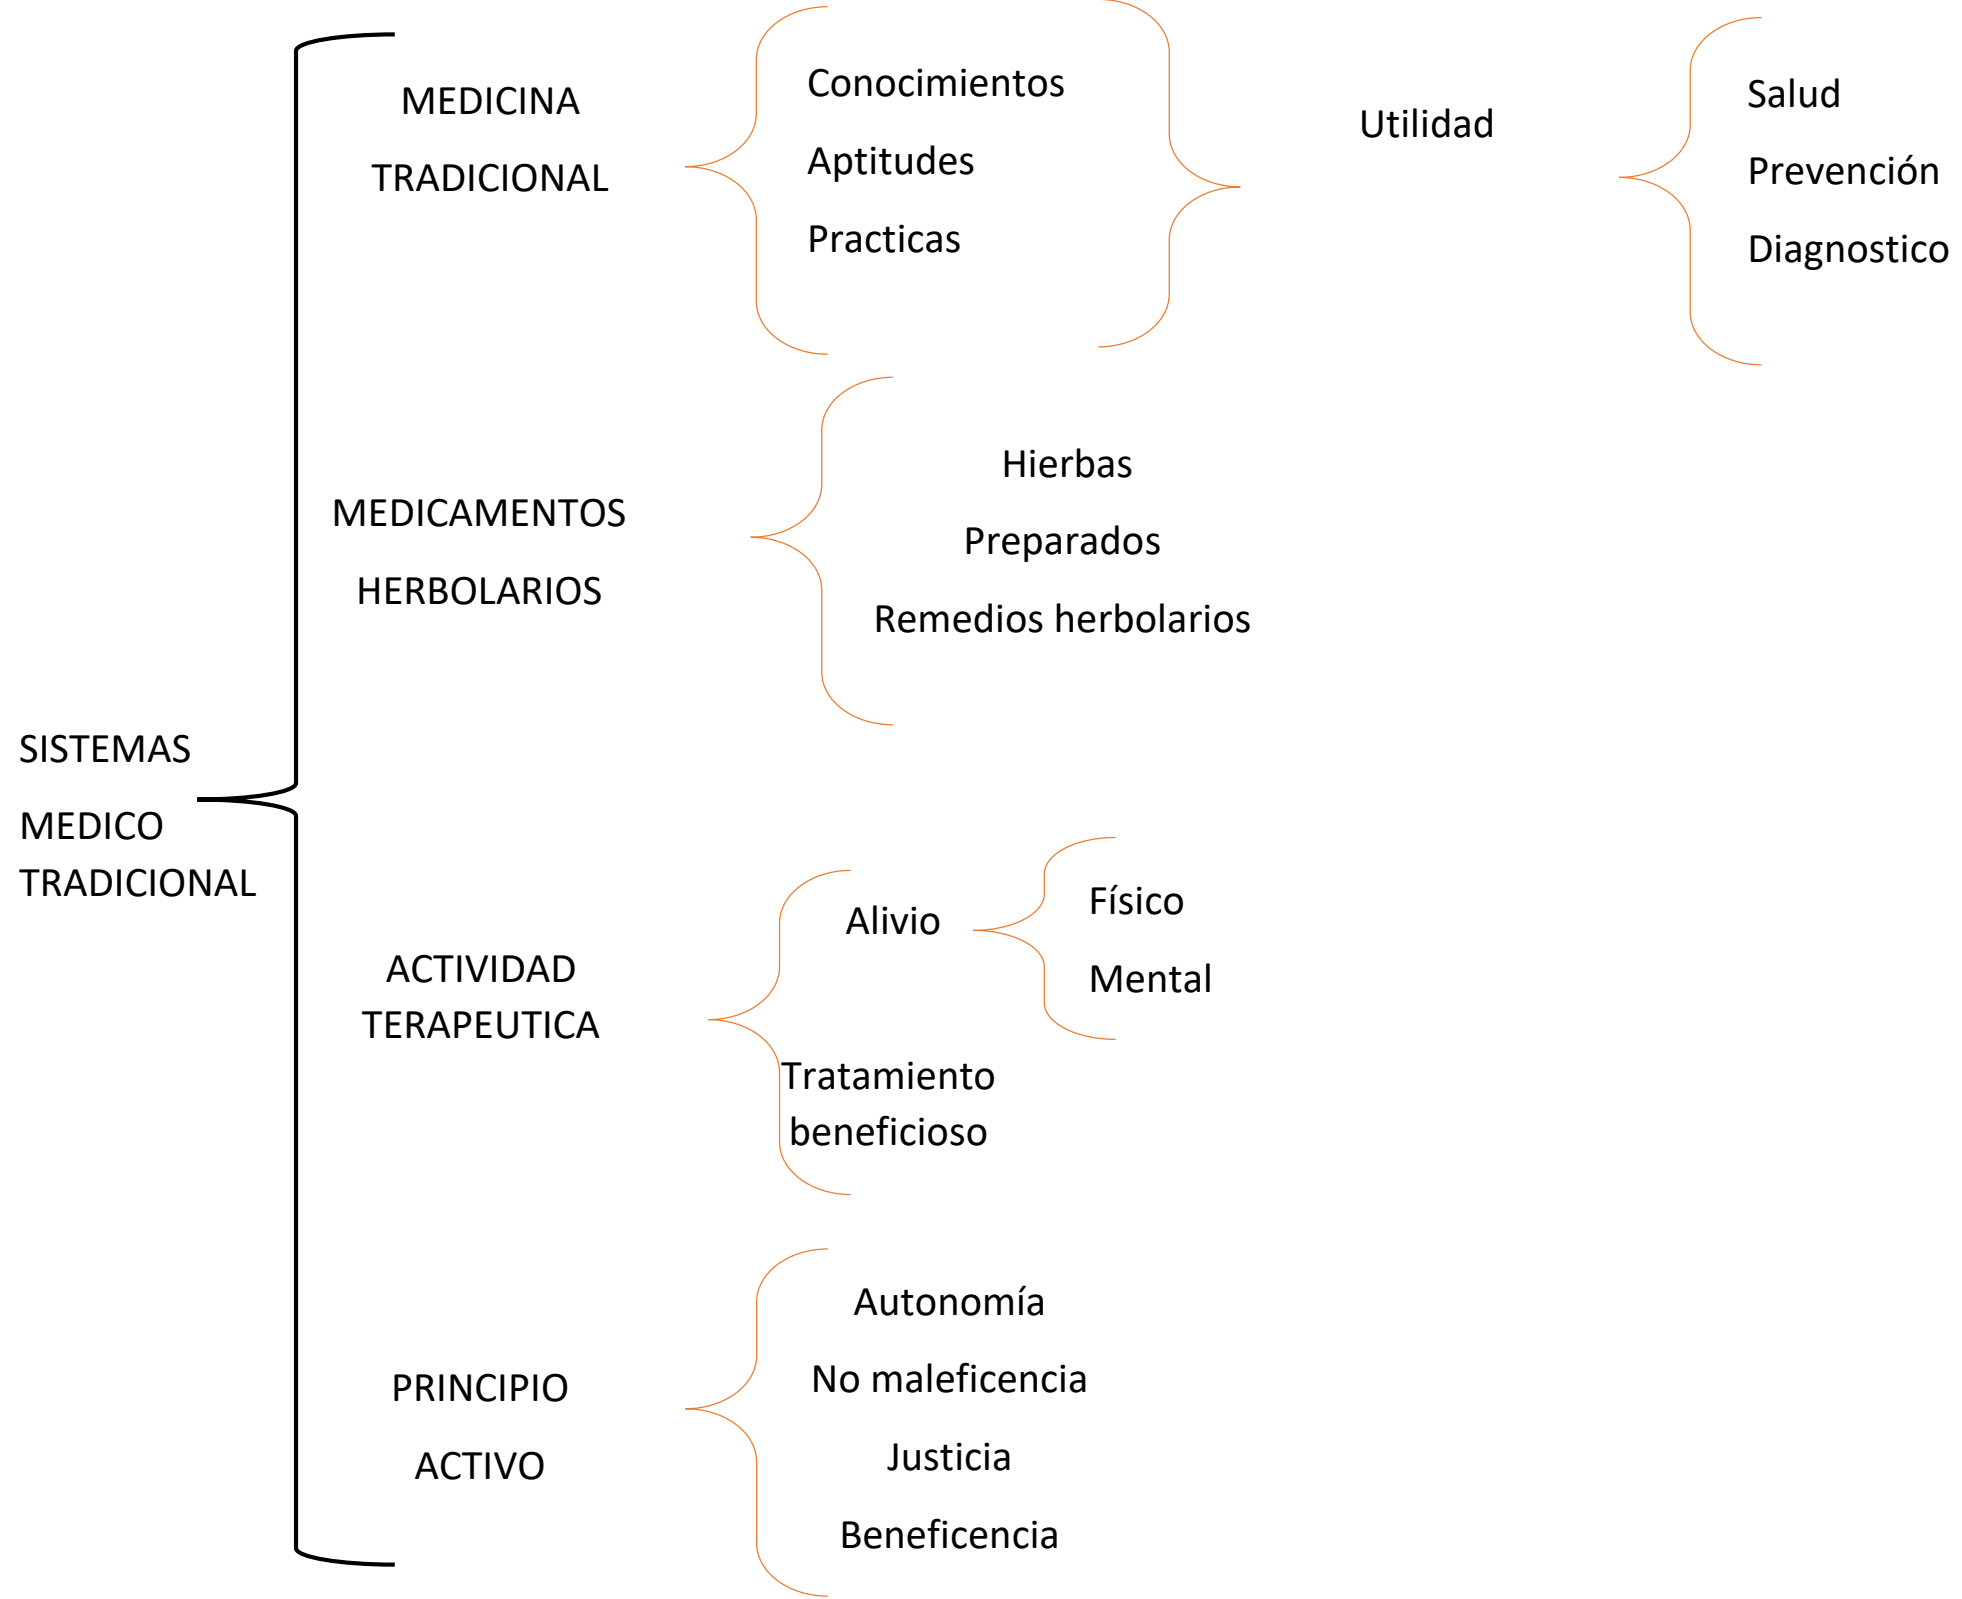 SISTEMAS
MEDICO
TRADICIONAL
MEDICINA
TRADICIONAL
Conocimientos
Aptitudes
Practicas
Utilidad
Salud
Prevención
Diagnostico
MEDICAMENTOS
HERBOLARIOS
Hierbas
Preparados
Remedios herbolarios
ACTIVIDAD
TERAPEUTICA
Alivio
Físico
Mental
Tratamiento
beneficioso
PRINCIPIO
ACTIVO
Autonomía
No maleficencia
Justicia
Beneficencia